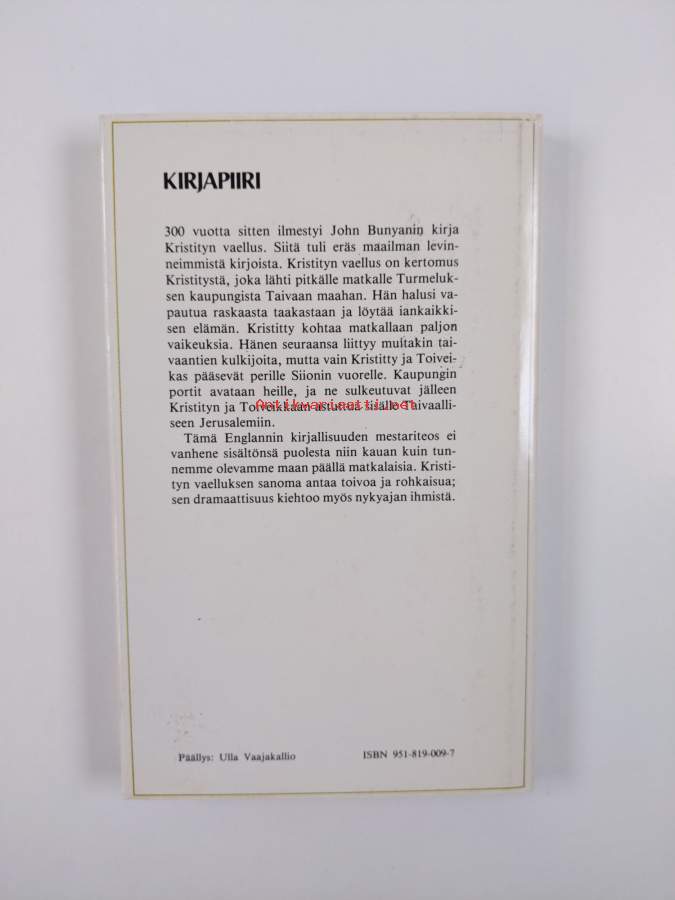 KIRJAPIIRI
300 vuotta sitten ilmestyi John Bunyanin kirja
Kristityn vaellus. Siitä tuli eräs maailman levin-
neimmistä kirjoista. Kristityn vaellus on kertomus
Kristitystä, joka lähti pitkälle matkalle Turmeluk-
sen kaupungista Taivaan maahan. Hän halusi va-
pautua raskaasta taakastaan ja löytää iankaikki-
sen elämän. Kristitty kohtaa matkallaan paljon
vaikeuksia. Hänen seuraansa liittyy muitakin tai-
vaantien kulkijoita, mutta vain Kristitty ja Toivei-
kas pääsevät perille Siionin vuorelle. Kaupungin
portit avataan heille, ja ne sulkeutuvat jälleen
Antikvariaatti.net
Kristityn ja Toiveikkaan astuttua sisälle Taivaalli-
seen Jerusalemiin.
Tämä Englannin kirjallisuuden mestariteos ei
vanhene sisältönsä puolesta niin kauan kuin tun-
nemme olevamme maan päällä matkalaisia. Kristi-
tyn vaelluksen sanoma antaa toivoa ja rohkaisua;
sen dramaattisuus kiehtoo myös nykyajan ihmistä.
Päällys: Ulla Vaajakallio
ISBN 951-819-009-7